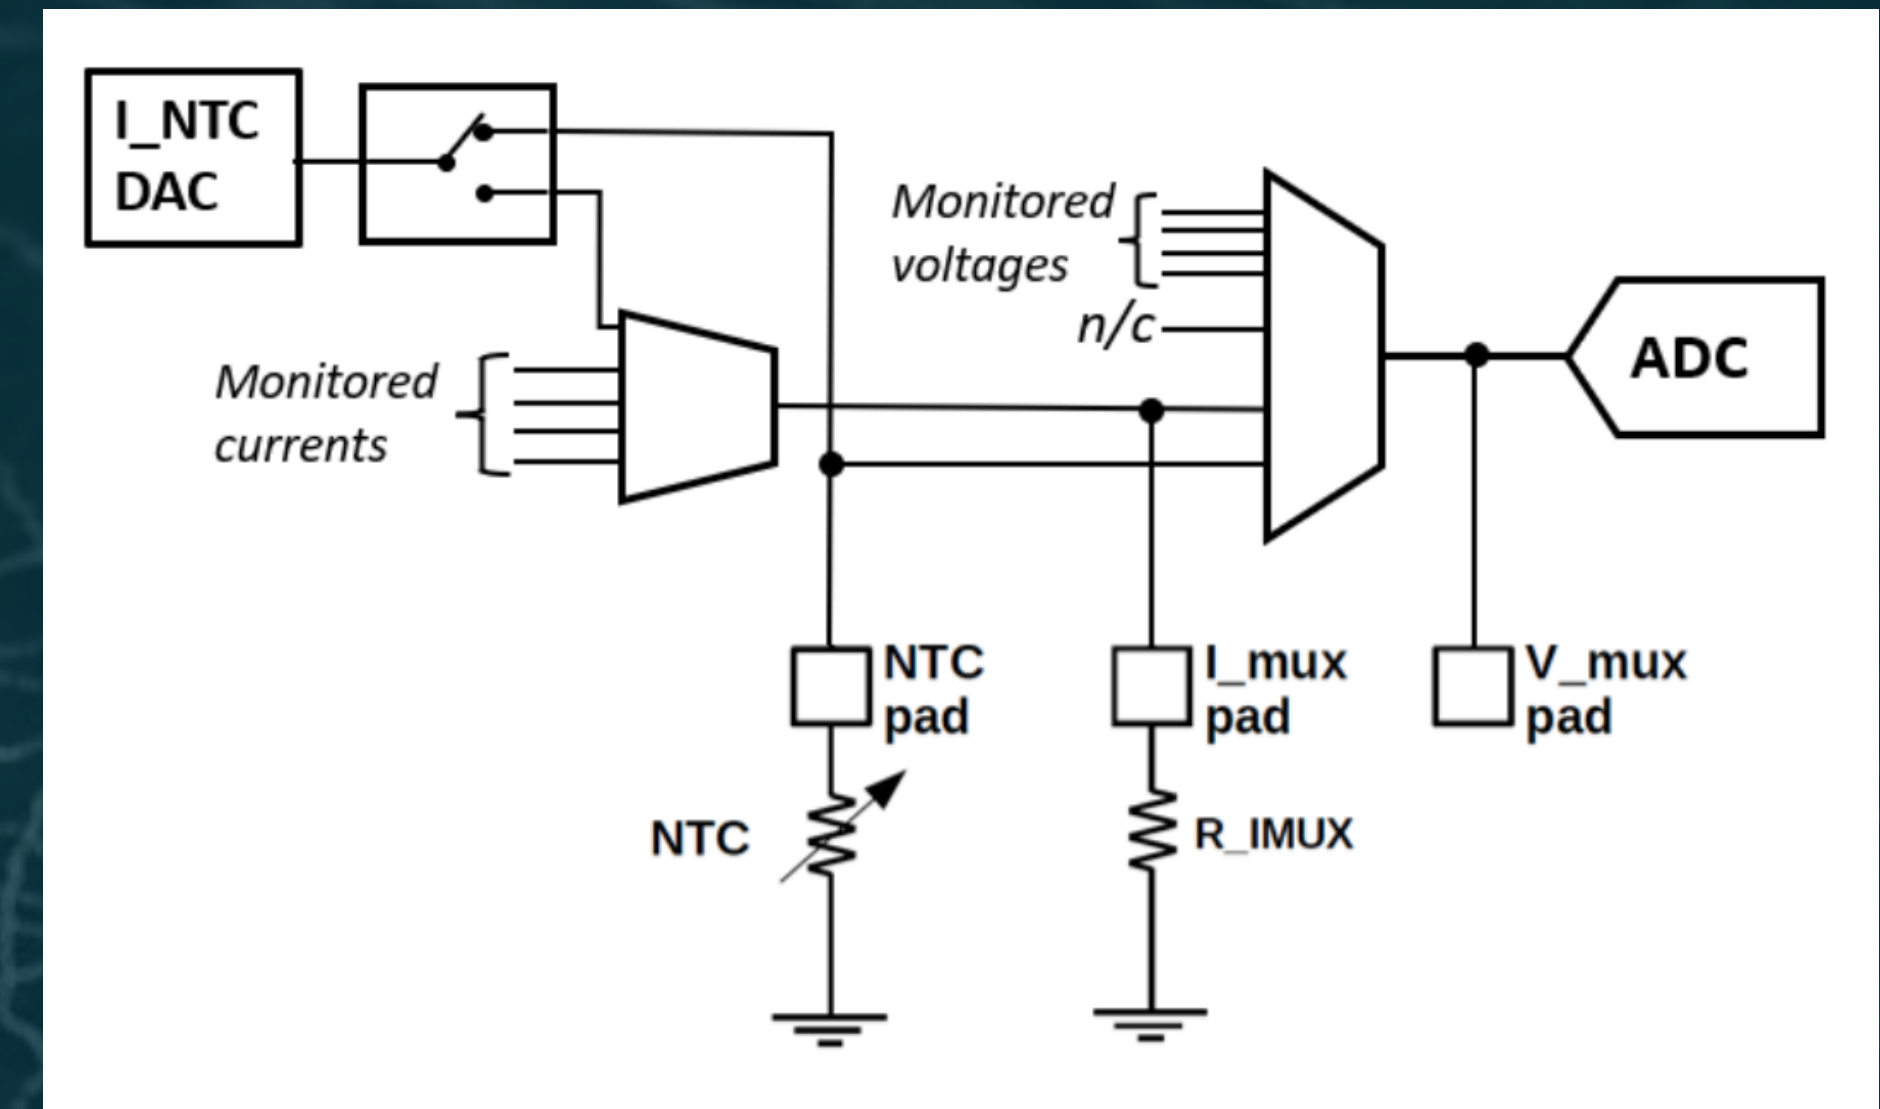 I_NTC
DAC
Monitored
voltages
n/c
ADC
Monitored
currents
NTC
pad
I_mux
pad
V_mux
pad
NTC
R_IMUX